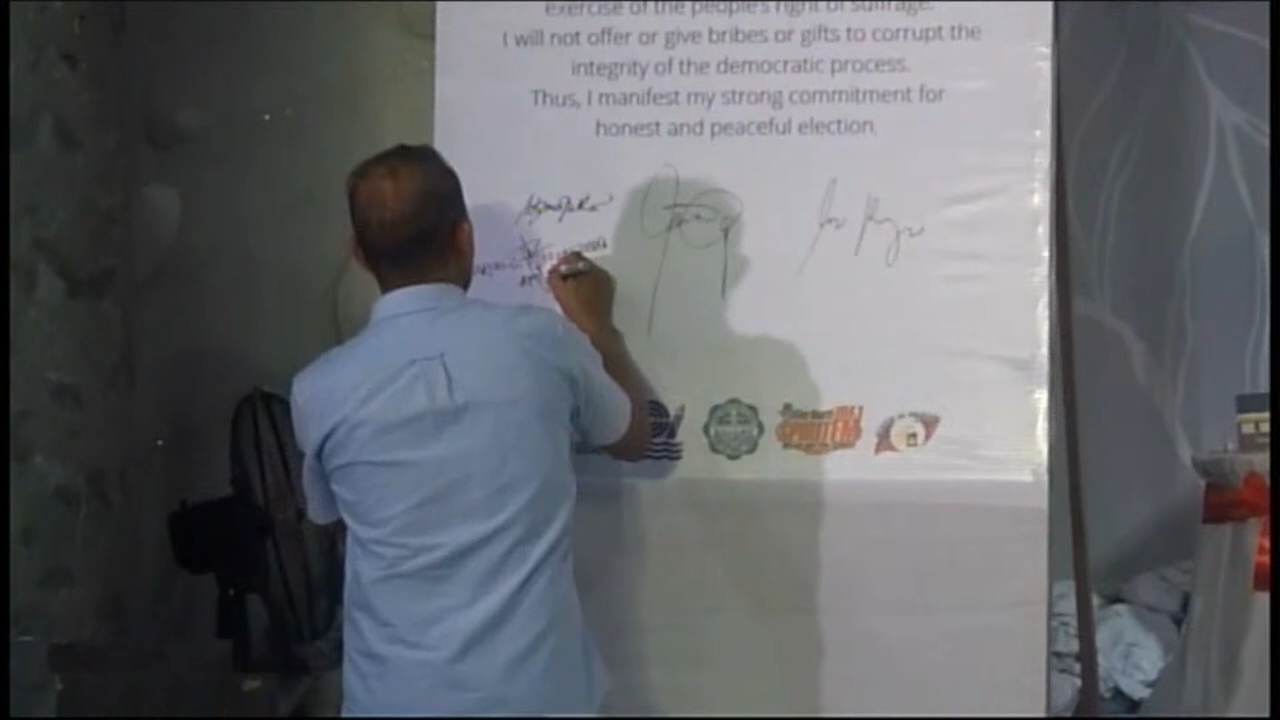 exercise of the people's right of suffrage.
I will not offer or give bribes or gifts to corrupt the
integrity of the democratic process.
Thus, I manifest my strong commitment for
honest and peaceful election.